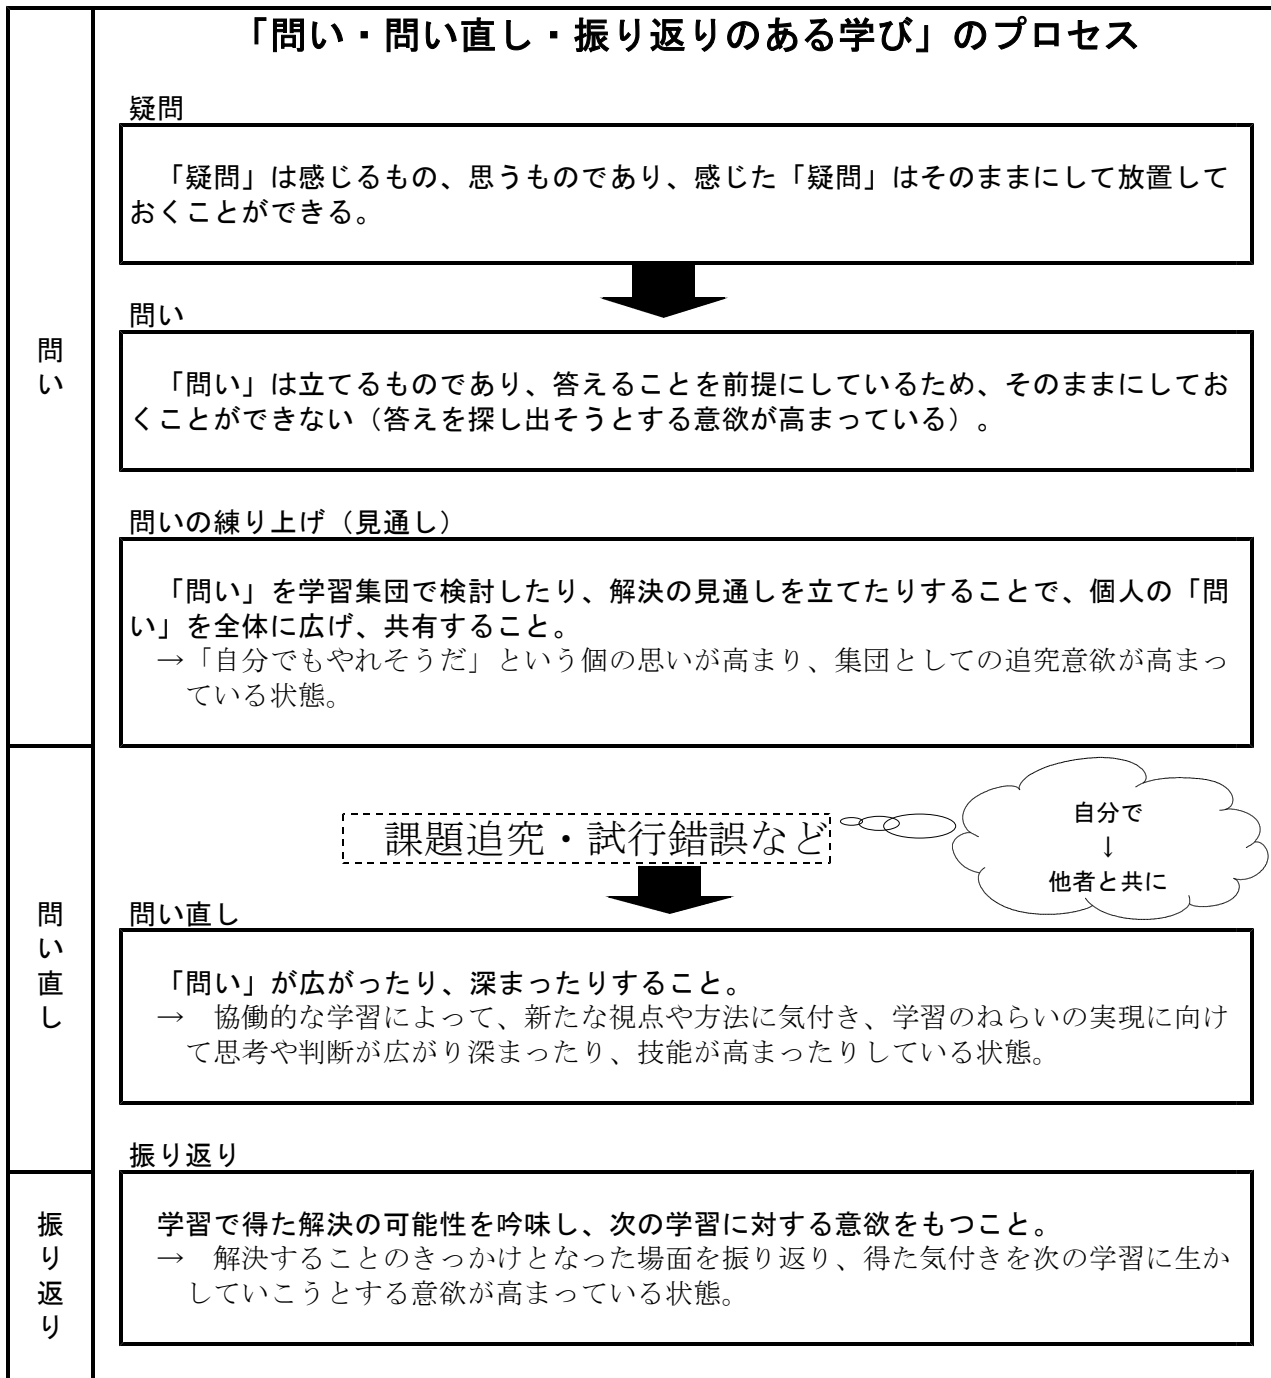 「問い・問い直し・振り返りのある学び」のプロセス
問い
疑問
「疑問」は感じるもの、思うものであり、感じた「疑問」はそのままにして放置して
おくことができる。
問い
「問い」は立てるものであり、答えることを前提にしているため、そのままにしてお
くことができない（答えを探し出そうとする意欲が高まっている）。
問いの練り上げ（見通し）
「問い」を学習集団で検討したり、解決の見通しを立てたりすることで、個人の「問
い」を全体に広げ、共有すること。
→「自分でもやれそうだ」という個の思いが高まり、集団としての追究意欲が高まっ
ている状態。
問い直し
課題追究・試行錯誤など
自分で
↓
他者と共に
問い直し
「問い」が広がったり、深まったりすること。
→　協働的な学習によって、新たな視点や方法に気付き、学習のねらいの実現に向け
て思考や判断が広がり深まったり、技能が高まったりしている状態。
振り返り
振り返り
学習で得た解決の可能性を吟味し、次の学習に対する意欲をもつこと。
→　解決することのきっかけとなった場面を振り返り、得た気付きを次の学習に生か
していこうとする意欲が高まっている状態。